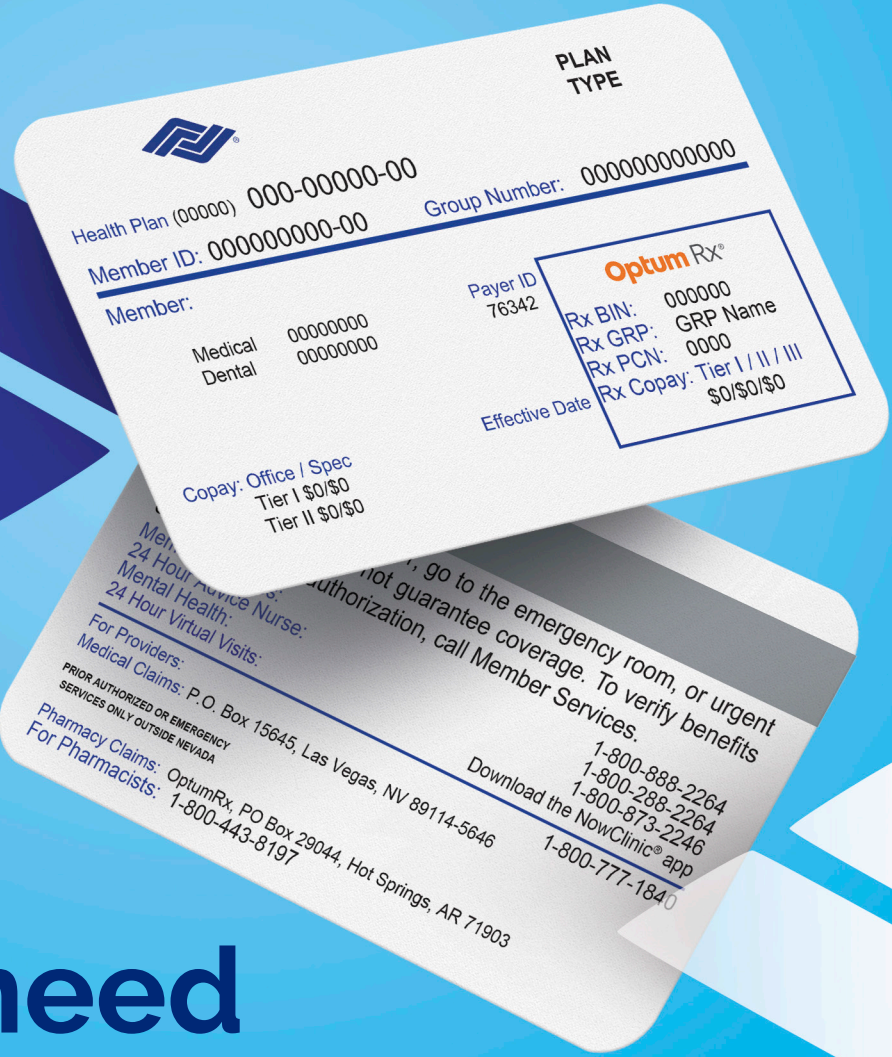 PLAN
TYPE
Health Plan (00000) 000-00000-00
Member ID: 000000000-00 Group Number: 000000000000
Member:
Medical 00000000
Dental 00000000
Payer ID
76342
Effective Date
Copay: Office / Spec
Tier I $0/$0
Tier II $0/$0
Optum Rx®
Rx BIN: 000000
Rx GRP: GRP Name
Rx PCN: 0000
Rx Copay: Tier I / II / III
$0/$0/$0
go to the emergency room, or urgent
not guarantee coverage. To verify benefits
authorization, call Member Services.
1-800-888-2264
24 Hour Advice Nurse: 1-800-288-2264
Mental Health: 1-800-873-2246
24 Hour Virtual Visits: Download the NowClinic® app
For Providers: 1-800-777-1840
Medical Claims: P.O. Box 15645, Las Vegas, NV 89114-5646
PRIOR AUTHORIZED OR EMERGENCY
SERVICES ONLY OUTSIDE NEVADA
Pharmacy Claims: OptumRx, PO Box 29044, Hot Springs, AR 71903
For Pharmacists: 1-800-443-8197
need